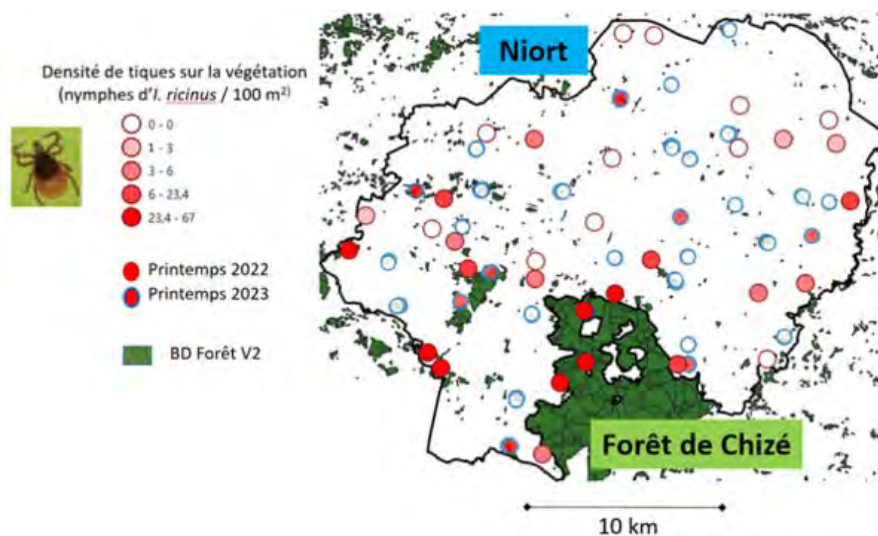 Niort
Densité de tiques sur la végétation
(nymphes d'I. ricinus / 100 m²)
0 - 0
1 - 3
3 - 6
6 - 23,4
23,4 - 67
Printemps 2022
Printemps 2023
BD Forêt V2
Forêt de Chizé
10 km